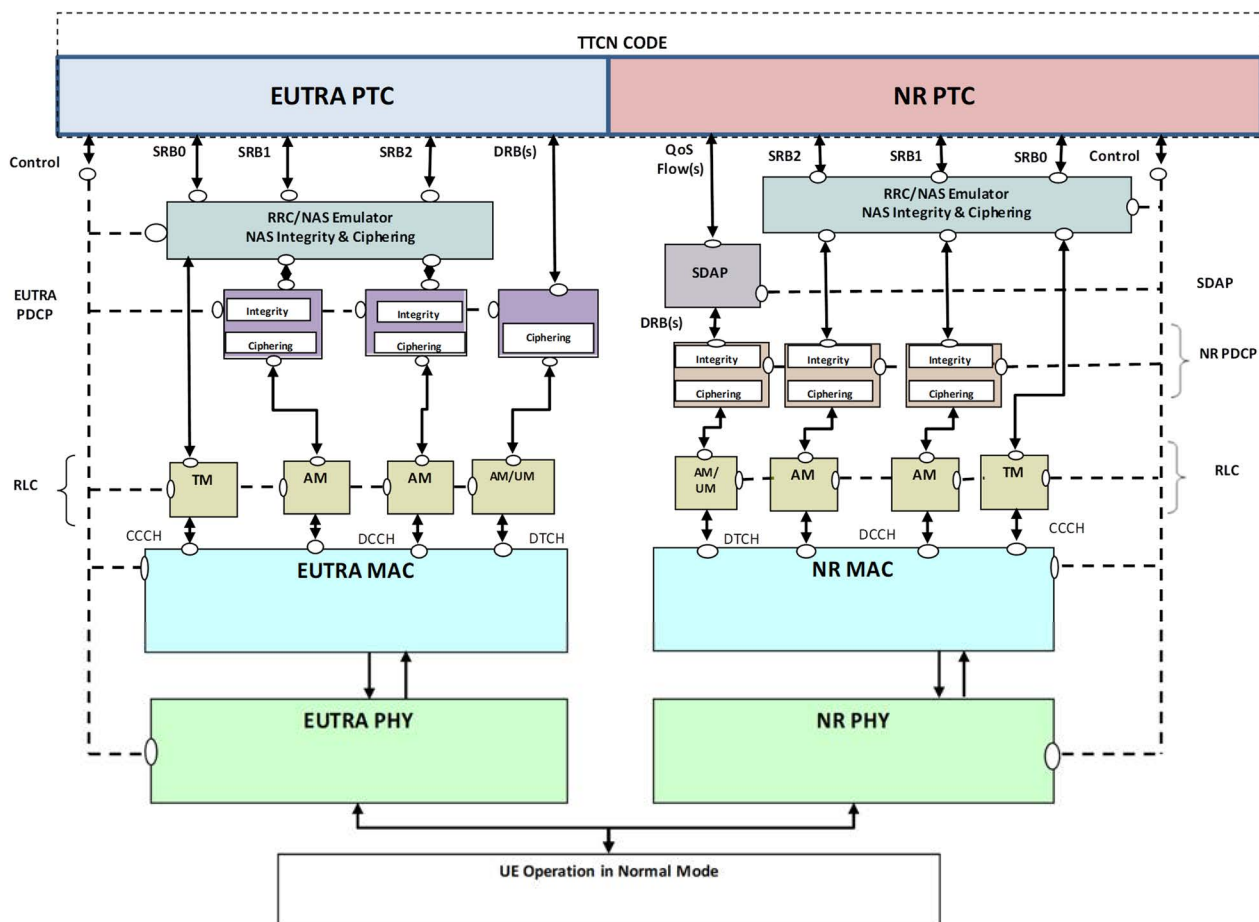 TTCN CODE
EUTRA PTC
NR PTC
Control
SRB0
SRB1
SRB2
DRB(s)
QoS
Flow(s)
SRB2
SRB1
SRB0
Control
RRC/NAS Emulator
NAS Integrity & Ciphering
RRC/NAS Emulator
NAS Integrity & Ciphering
EUTRA
PDCP
Integrity
Ciphering
Integrity
Ciphering
Ciphering
SDAP
SDAP
DRB(s)
Integrity
Ciphering
Integrity
Ciphering
Integrity
Ciphering
NR PDCP
RLC
TM
AM
AM
AM/UM
AM/
UM
AM
AM
TM
RLC
CCCH
DCCH
DTCH
DTCH
DCCH
CCCH
EUTRA MAC
NR MAC
EUTRA PHY
NR PHY
UE Operation in Normal Mode